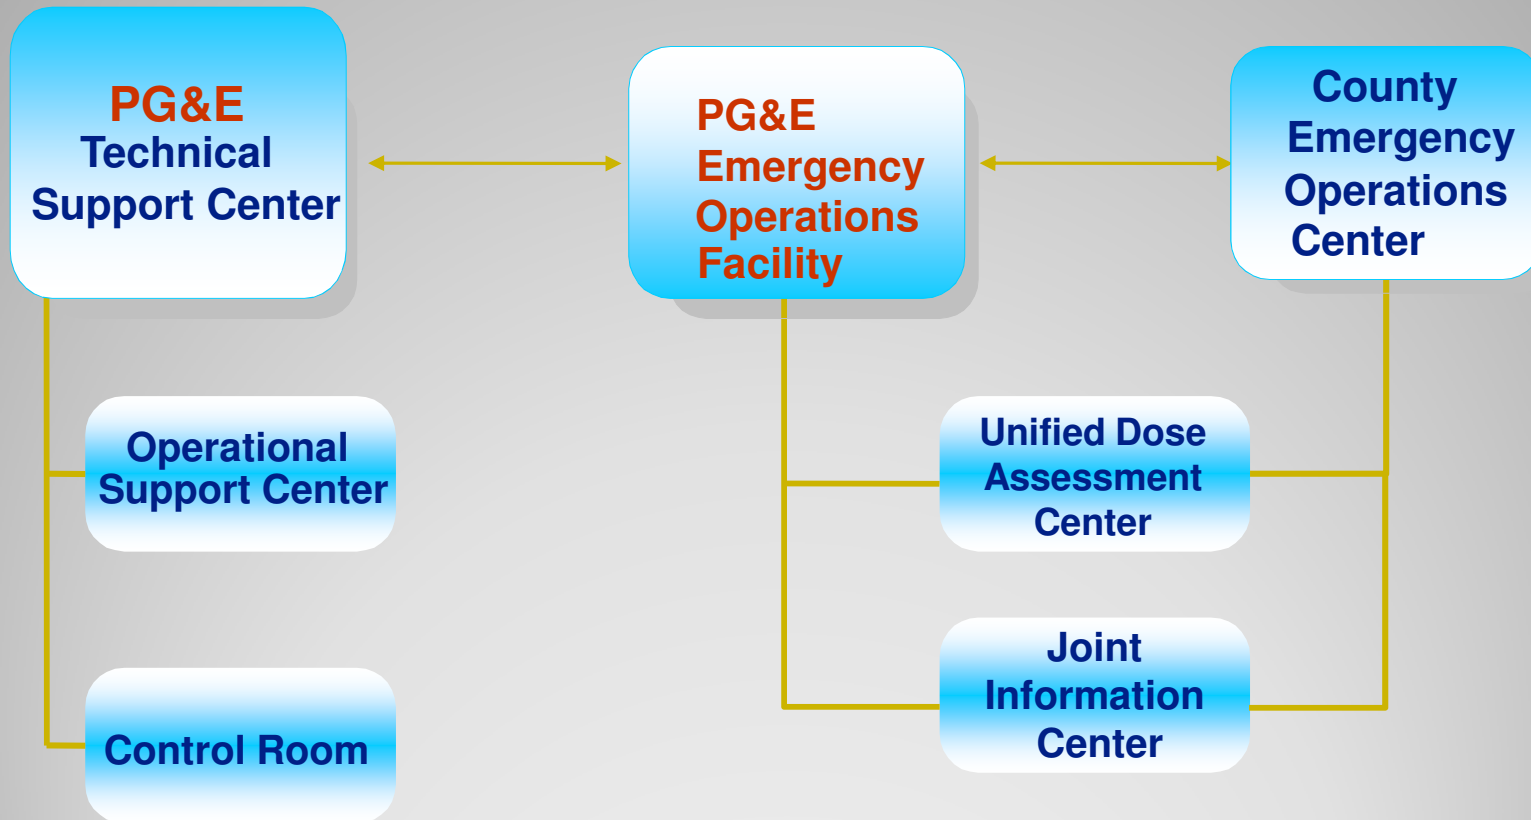 PG&E
Technical
Support Center
PG&E
Emergency
Operations
Facility
County
Emergency
Operations
Center
Operational
Support Center
Unified Dose
Assessment
Center
Control Room
Joint
Information
Center